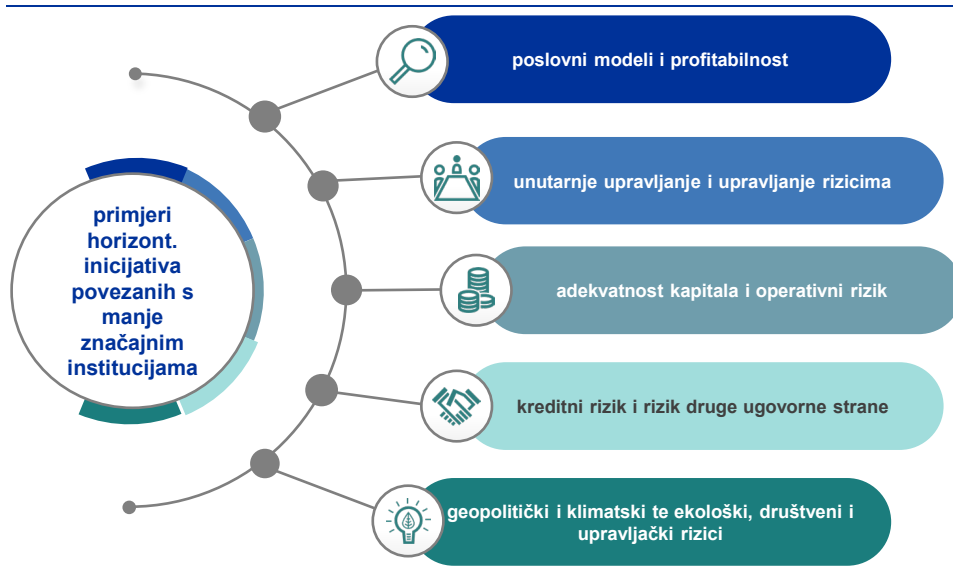 primjeri
horizont.
inicijativa
povezanih s
manje
značajnim
institucijama
poslovni modeli i profitabilnost
unutarnje upravljanje i upravljanje rizicima
adekvatnost kapitala i operativni rizik
kreditni rizik i rizik druge ugovorne strane
geopolitički i klimatski te ekološki, društveni i
upravljački rizici